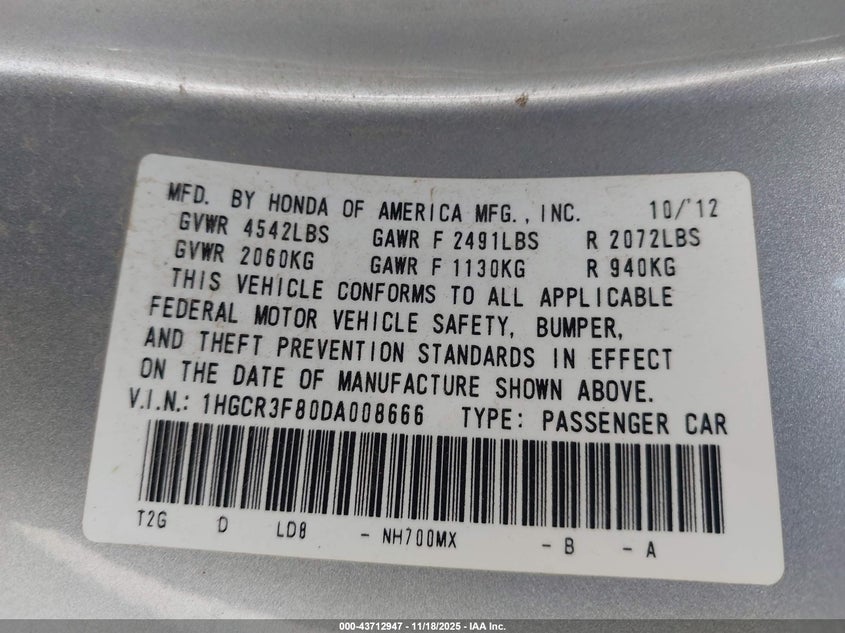 MFD. BY HONDA OF AMERICA MFG., INC. 10/'12
GVWR 4542LBS GAWR F 2491LBS R 2072LBS
GVWR 2060KG GAWR F 1130KG R 940KG
THIS VEHICLE CONFORMS TO ALL APPLICABLE
FEDERAL MOTOR VEHICLE SAFETY, BUMPER,
AND THEFT PREVENTION STANDARDS IN EFFECT
ON THE DATE OF MANUFACTURE SHOWN ABOVE.
V.I.N.: 1HGCR3F80DA008666 TYPE: PASSENGER CAR
T2G D LD8 - NH700MX - B - A
000-43712947 - 11/18/2025 - IAA Inc.